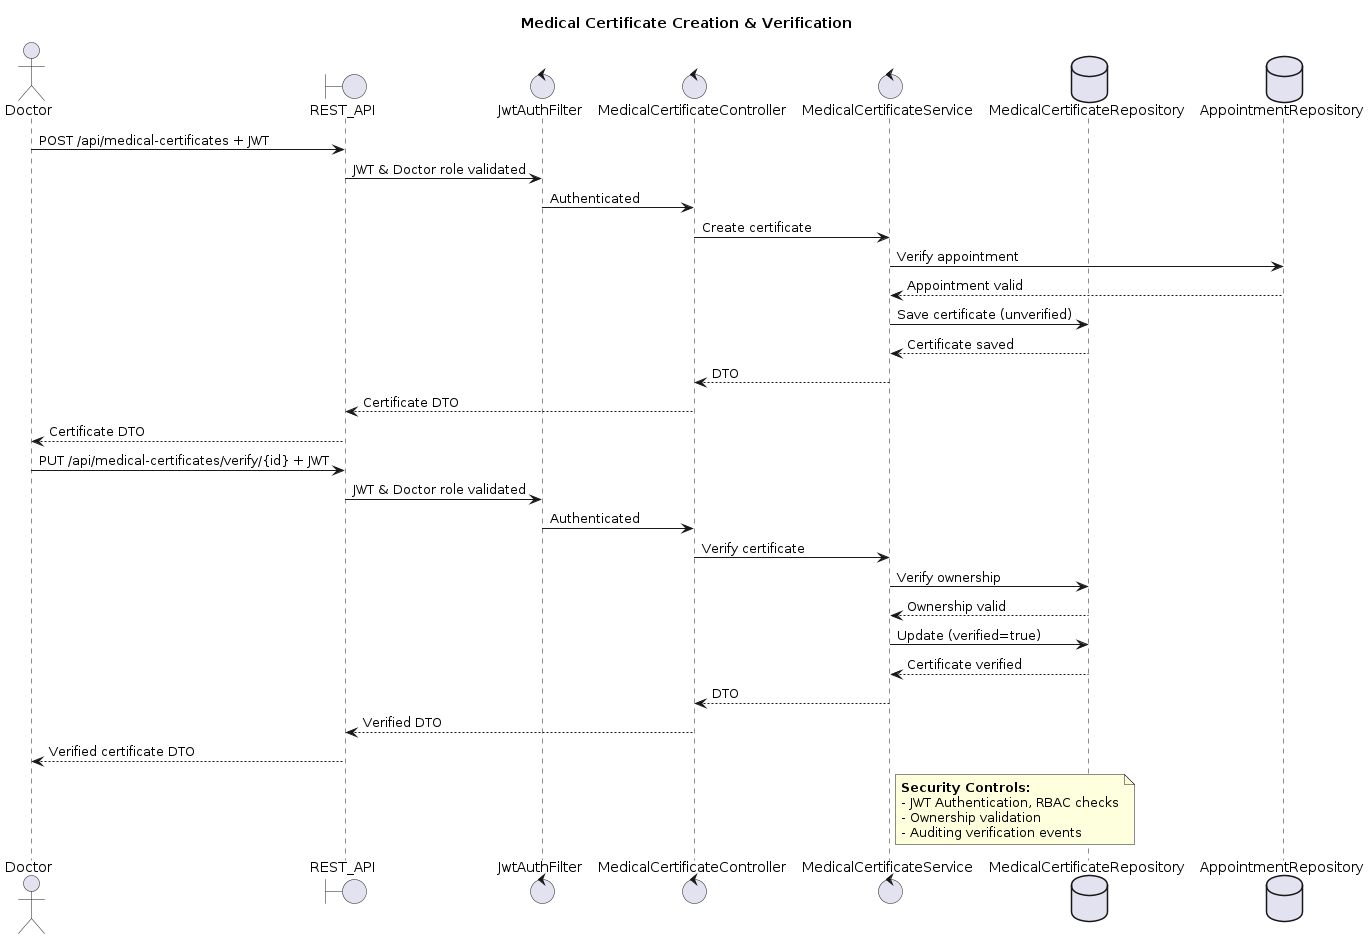 Medical Certificate Creation & Verification
Doctor
REST_API
JwtAuthFilter
MedicalCertificateController
MedicalCertificateService
MedicalCertificateRepository
AppointmentRepository
POST /api/medical-certificates + JWT
JWT & Doctor role validated
Authenticated
Create certificate
Verify appointment
Appointment valid
Save certificate (unverified)
Certificate saved
DTO
Certificate DTO
Certificate DTO
PUT /api/medical-certificates/verify/{id} + JWT
JWT & Doctor role validated
Authenticated
Verify certificate
Verify ownership
Ownership valid
Update (verified=true)
Certificate verified
DTO
Verified DTO
Verified certificate DTO
Security Controls:
- JWT Authentication, RBAC checks
- Ownership validation
- Auditing verification events
Doctor
REST_API
JwtAuthFilter
MedicalCertificateController
MedicalCertificateService
MedicalCertificateRepository
AppointmentRepository